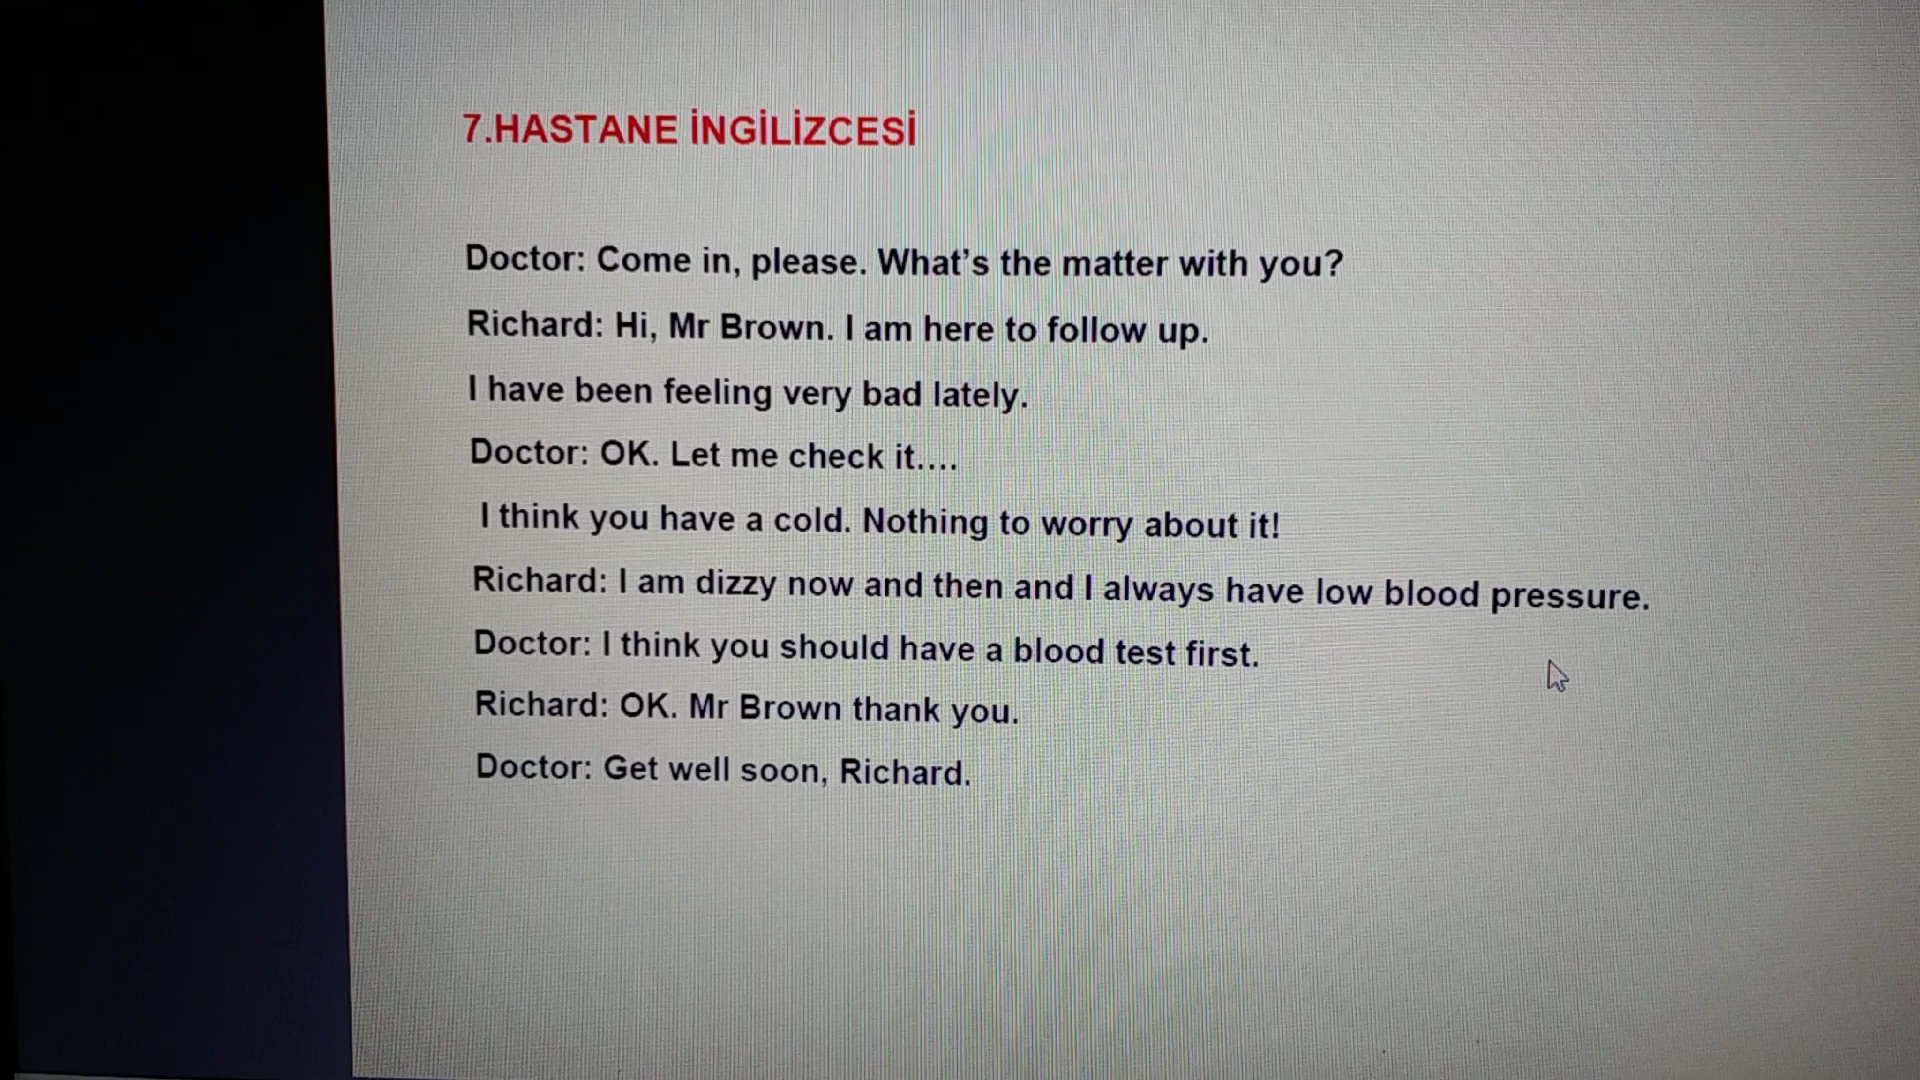 7.HASTANE İNGİLİZCESİ
Doctor: Come in, please. What's the matter with you?
Richard: Hi, Mr Brown. I am here to follow up.
I have been feeling very bad lately.
Doctor: OK. Let me check it....
I think you have a cold. Nothing to worry about it!
Richard: I am dizzy now and then and I always have low blood pressure.
Doctor: I think you should have a blood test first.
Richard: OK. Mr Brown thank you.
Doctor: Get well soon, Richard.